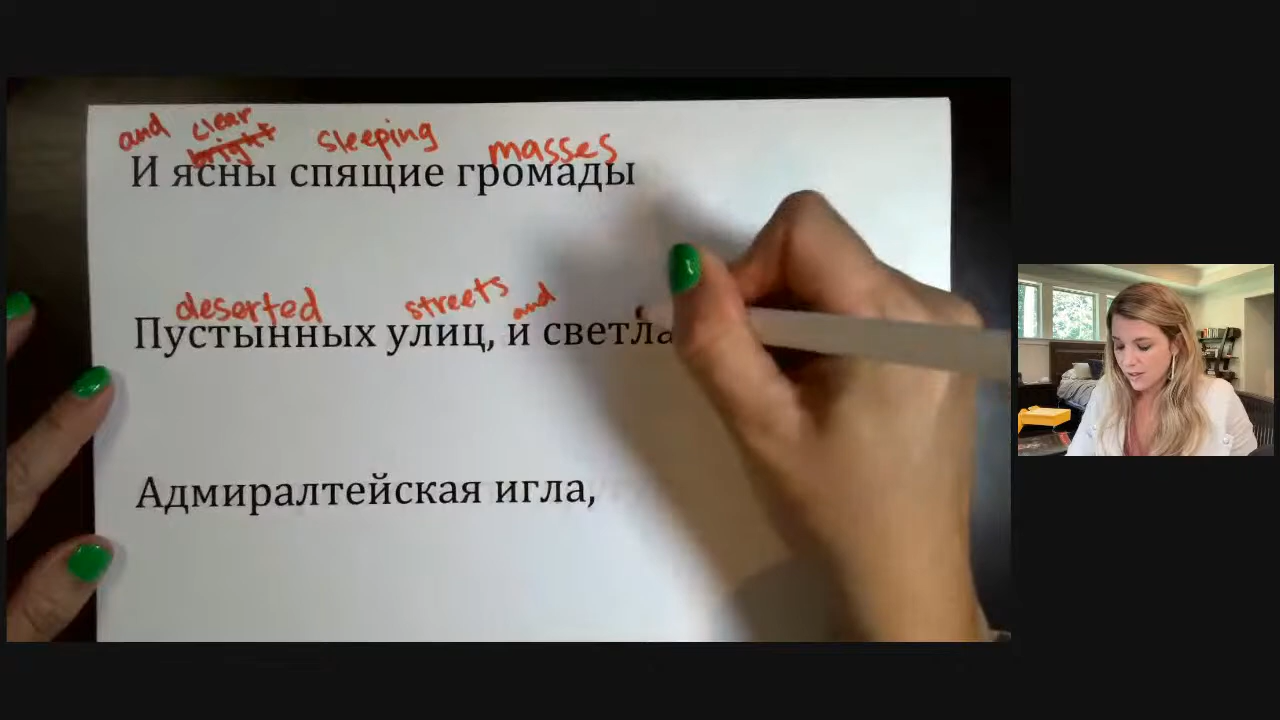 and clear sleeping masses
bright
И ясны спящие громады
deserted streets and
Пустынных улиц, и светла
Адмиралтейская игла,